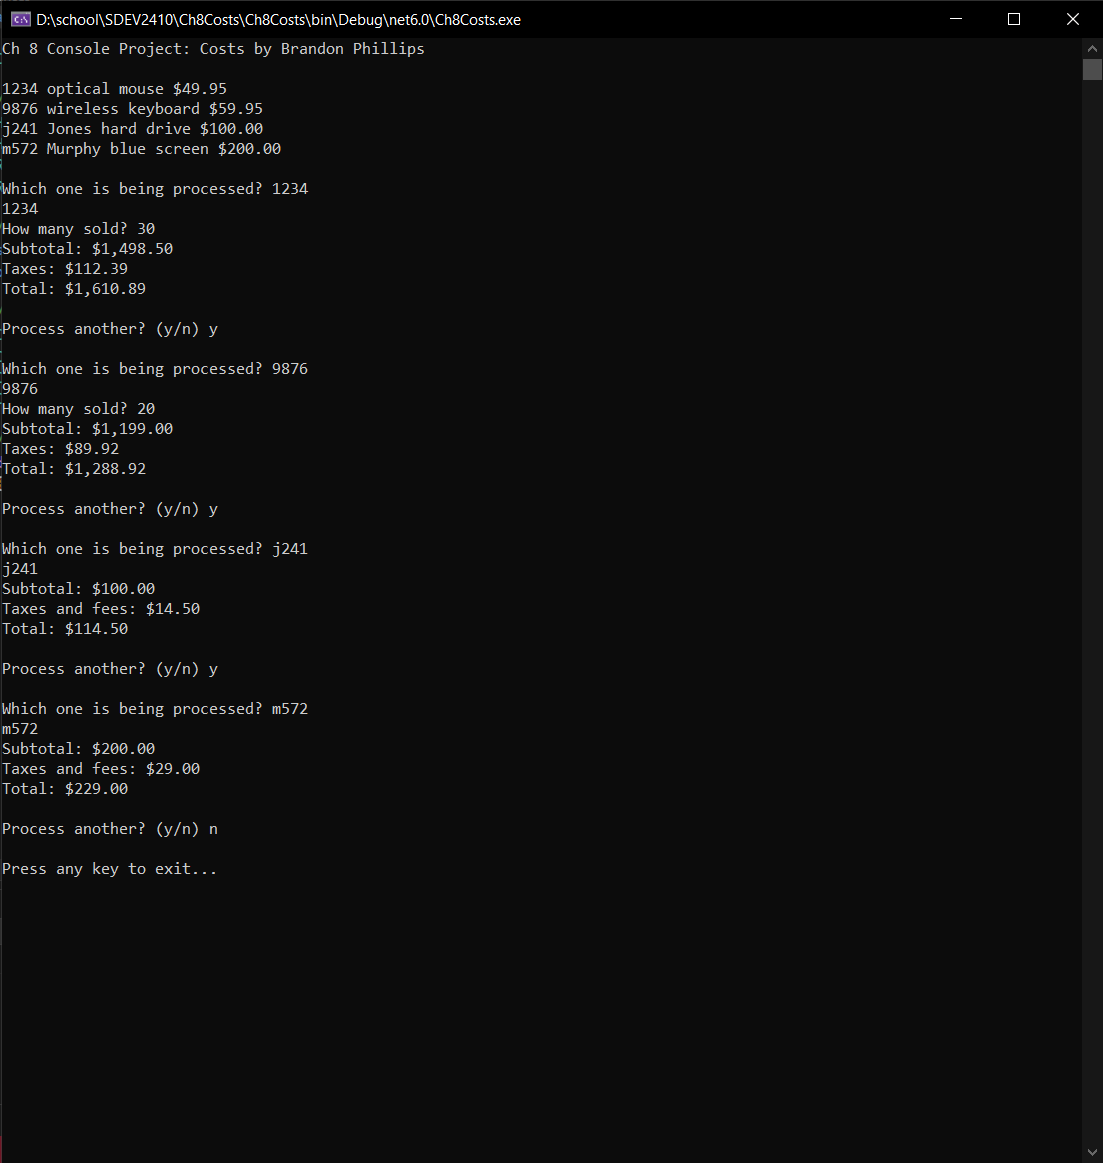 D:\school\SDEV2410\Ch8Costs\Ch8Costs\bin\Debug\net6.0\Ch8Costs.exe
Ch 8 Console Project: Costs by Brandon Phillips
1234 optical mouse $49.95
9876 wireless keyboard $59.95
j241 Jones hard drive $100.00
m572 Murphy blue screen $200.00
Which one is being processed? 1234
1234
How many sold? 30
Subtotal: $1,498.50
Taxes: $112.39
Total: $1,610.89
Process another? (y/n) y
Which one is being processed? 9876
9876
How many sold? 20
Subtotal: $1,199.00
Taxes: $89.92
Total: $1,288.92
Process another? (y/n) y
Which one is being processed? j241
j241
Subtotal: $100.00
Taxes and fees: $14.50
Total: $114.50
Process another? (y/n) y
Which one is being processed? m572
m572
Subtotal: $200.00
Taxes and fees: $29.00
Total: $229.00
Process another? (y/n) n
Press any key to exit...